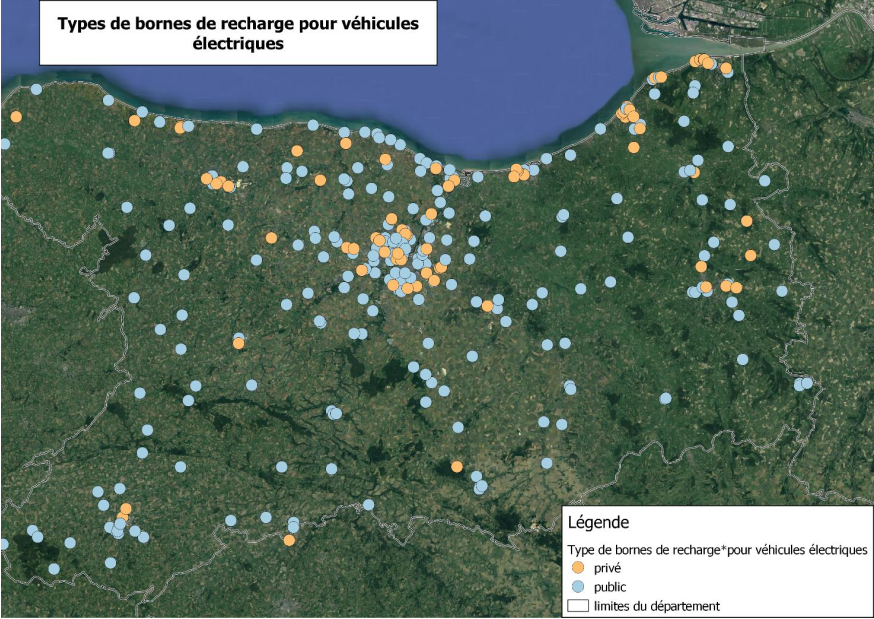 Types de bornes de recharge pour véhicules
électriques
Légende
Type de bornes de recharge*pour véhicules électriques
privé
public
limites du département